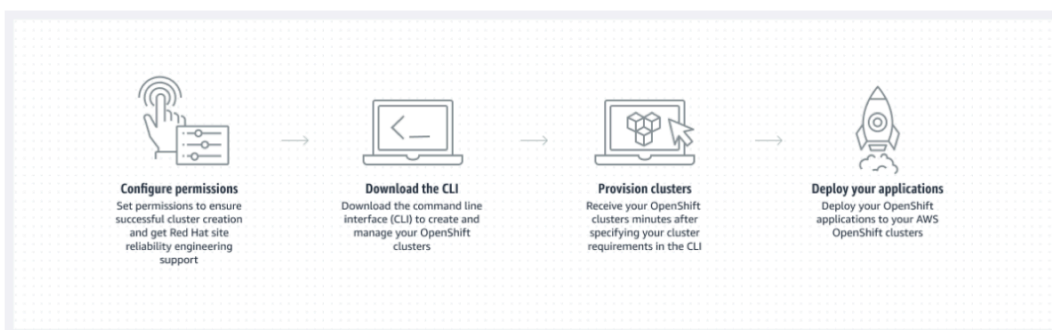 Configure permissions
Set permissions to ensure
successful cluster creation
and get Red Hat site
reliability engineering
support
Download the CLI
Download the command line
interface (CLI) to create and
manage your OpenShift
clusters
Provision clusters
Receive your OpenShift
clusters minutes after
specifying your cluster
requirements in the CLI
Deploy your applications
Deploy your OpenShift
applications to your AWS
OpenShift clusters